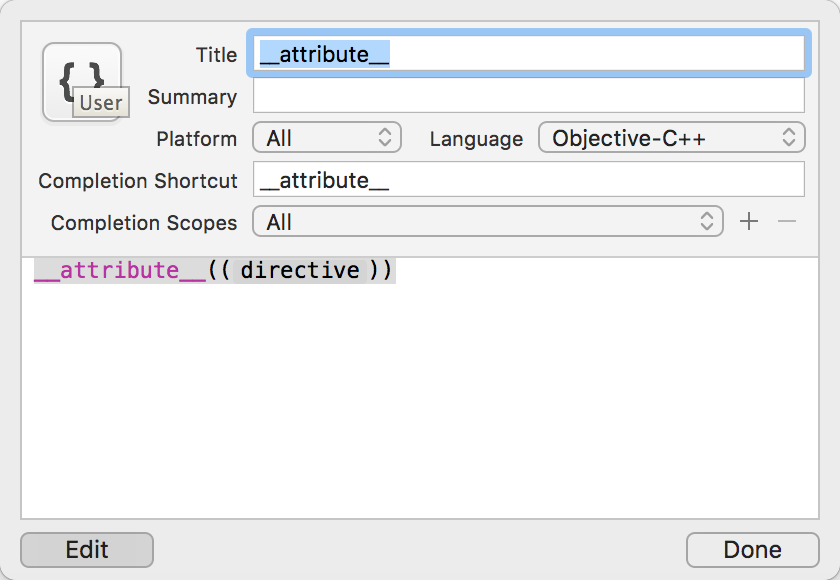 Title __attribute__
{ }
User
Summary
Platform All Language Objective-C++
Completion Shortcut __attribute__
Completion Scopes All
__attribute__((directive))
Edit Done